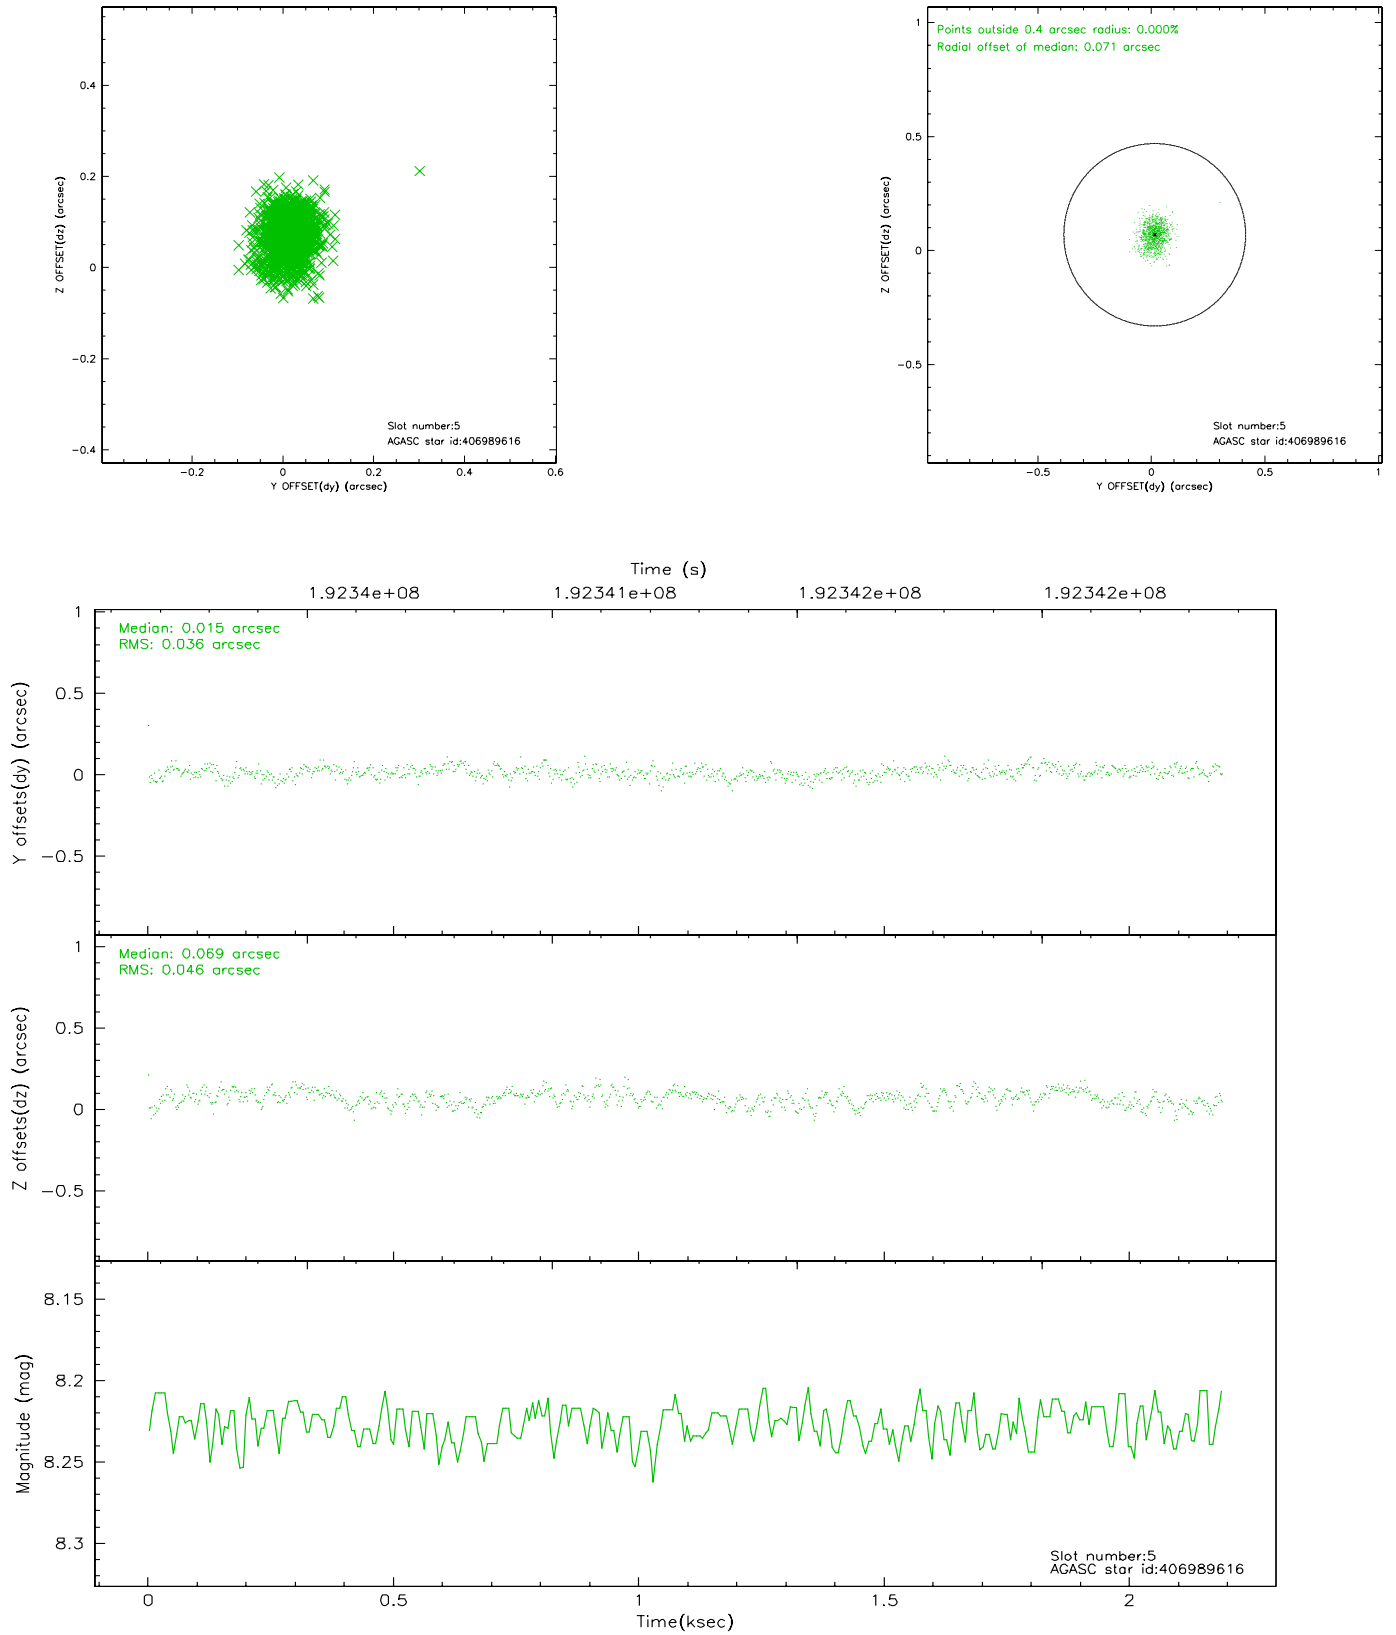 0.4
0.2
0
−0.2
−0.4
Z OFFSET(dz) (arcsec)
Slot number:5
AGASC star id:406989616
−0.2 0 0.2 0.4 0.6
Y OFFSET(dy) (arcsec)
Points outside 0.4 arcsec radius: 0.000%
Radial offset of median: 0.071 arcsec
1
0.5
0
−0.5
Z OFFSET(dz) (arcsec)
Slot number:5
AGASC star id:406989616
−0.5 0 0.5 1
Y OFFSET(dy) (arcsec)
Time (s)
1.9234e+08 1.92341e+08 1.92342e+08 1.92342e+08
Median: 0.015 arcsec
RMS: 0.036 arcsec
1
0.5
0
−0.5
Y offsets(dy) (arcsec)
Median: 0.069 arcsec
RMS: 0.046 arcsec
1
0.5
0
−0.5
Z offsets(dz) (arcsec)
8.15
8.2
8.25
8.3
Magnitude (mag)
Slot number:5
AGASC star id:406989616
0 0.5 1 1.5 2
Time(ksec)